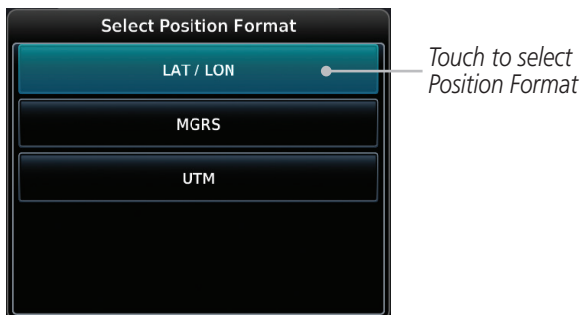 Select Position Format
LAT / LON
Touch to select
Position Format
MGRS
UTM